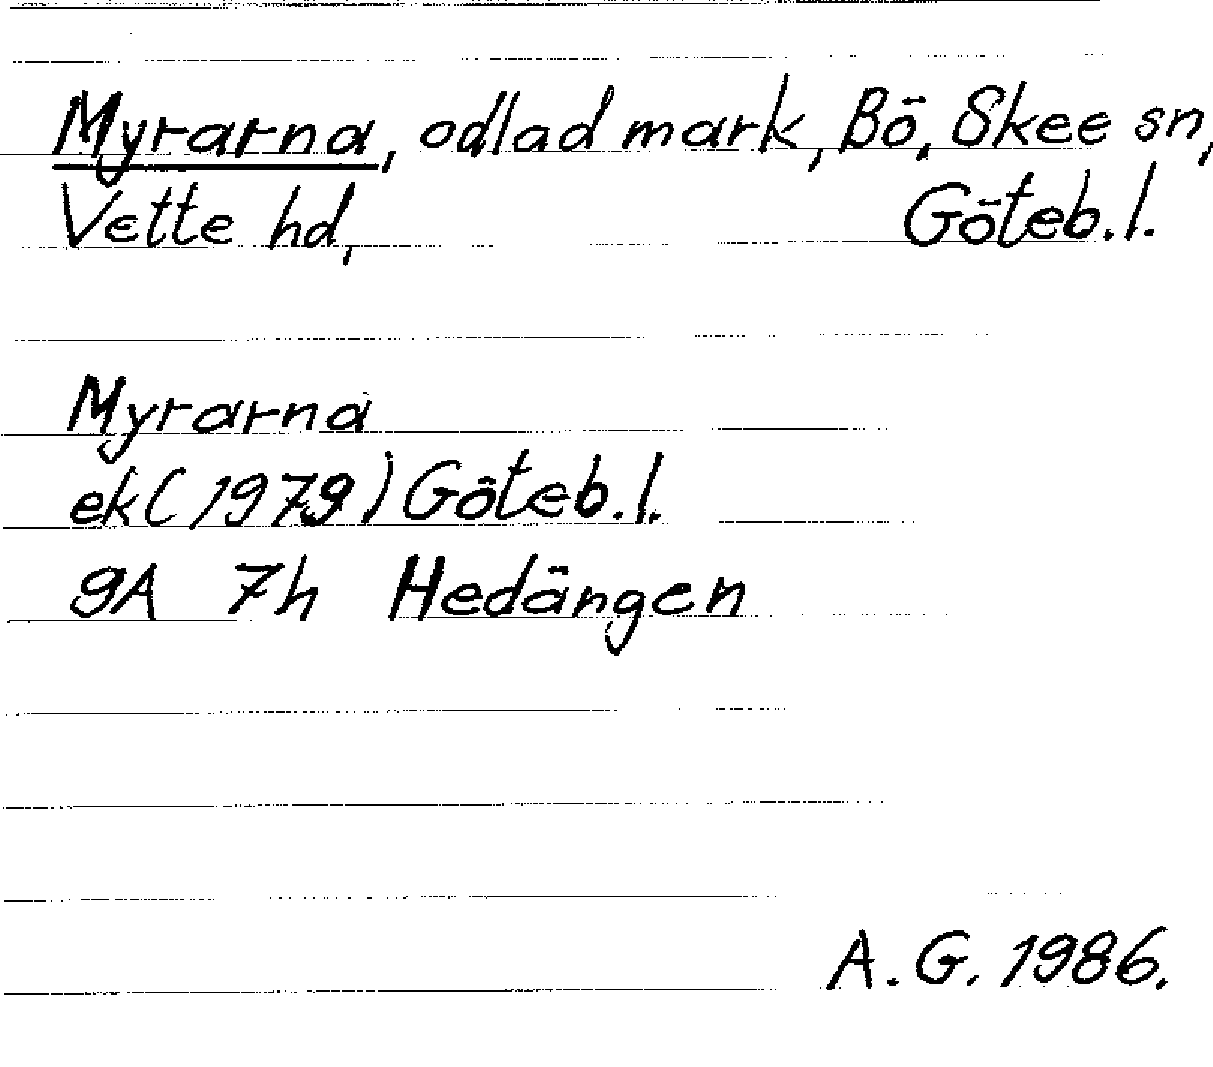 Myrarna, odlad mark, Bö, Skee sn,
Vette hd, Göteb. l.
Myrarna
ek (1979) Göteb. l.
9A 7h Hedängen
A. G. 1986.